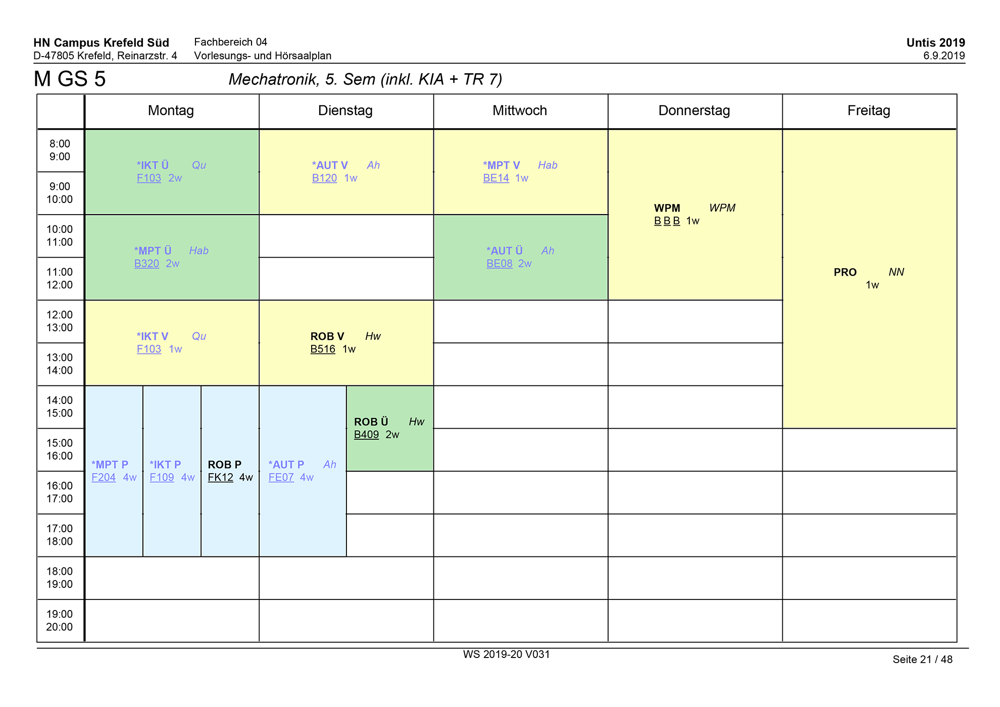 HN Campus Krefeld Süd Fachbereich 04 Untis 2019
D-47805 Krefeld, Reinarzstr. 4 Vorlesungs- und Hörsaalplan 6.9.2019
M GS 5 Mechatronik, 5. Sem (inkl. KIA + TR 7)
Montag Dienstag Mittwoch Donnerstag Freitag
8:00
9:00
*IKT Ü Qu *AUT V Ah *MPT V Hab
F103 2w B120 1w BE14 1w
9:00
10:00
WPM WPM
B B B 1w
10:00
11:00
*MPT Ü Hab *AUT Ü Ah
B320 2w BE08 2w
11:00
12:00
PRO NN
1w
12:00
13:00
*IKT V Qu ROB V Hw
F103 1w B516 1w
13:00
14:00
14:00
15:00
ROB Ü Hw
B409 2w
15:00
16:00
*MPT P *IKT P ROB P *AUT P Ah
F204 4w F109 4w FK12 4w FE07 4w
16:00
17:00
17:00
18:00
18:00
19:00
19:00
20:00
WS 2019-20 V031
Seite 21 / 48